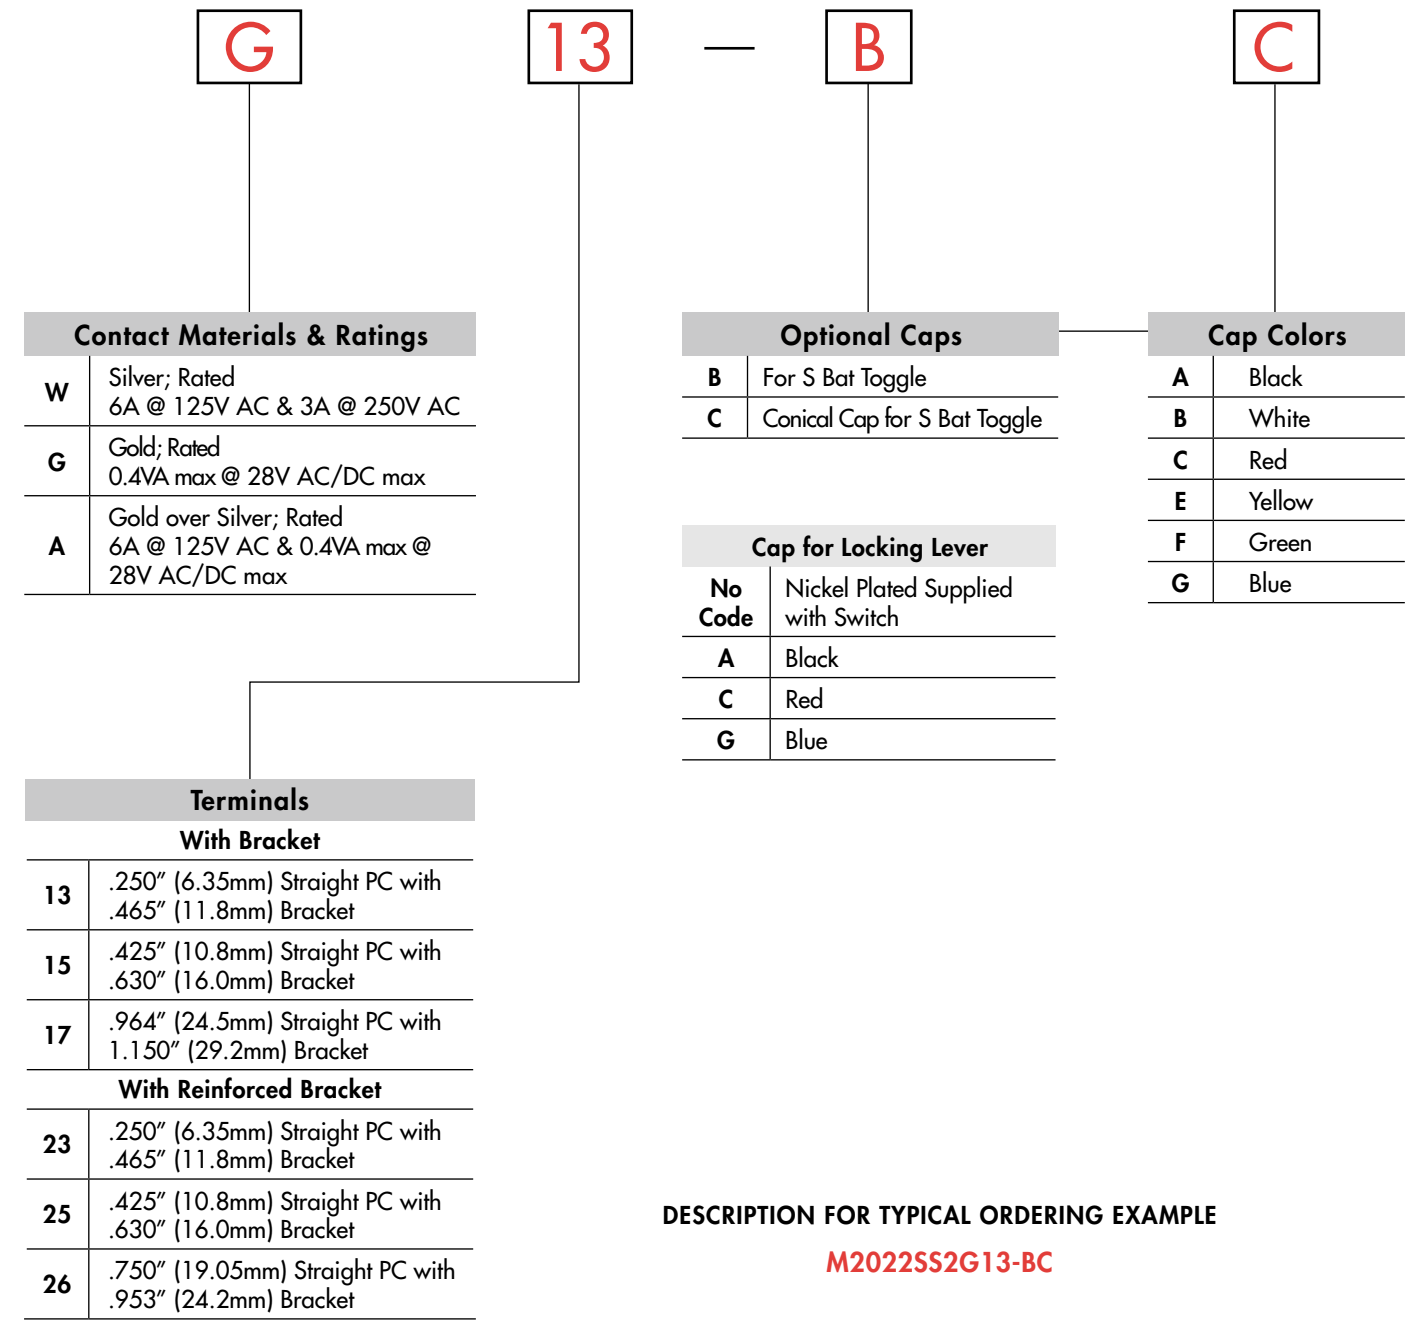 G 13 — B C
Contact Materials & Ratings
W Silver; Rated
6A @ 125V AC & 3A @ 250V AC
G Gold; Rated
0.4VA max @ 28V AC/DC max
A Gold over Silver; Rated
6A @ 125V AC & 0.4VA max @
28V AC/DC max
Optional Caps
B For S Bat Toggle
C Conical Cap for S Bat Toggle
Cap Colors
A Black
B White
C Red
E Yellow
F Green
G Blue
Cap for Locking Lever
No Code Nickel Plated Supplied
with Switch
A Black
C Red
G Blue
Terminals
With Bracket
13 .250″ (6.35mm) Straight PC with
.465″ (11.8mm) Bracket
15 .425″ (10.8mm) Straight PC with
.630″ (16.0mm) Bracket
17 .964″ (24.5mm) Straight PC with
1.150″ (29.2mm) Bracket
With Reinforced Bracket
23 .250″ (6.35mm) Straight PC with
.465″ (11.8mm) Bracket
25 .425″ (10.8mm) Straight PC with
.630″ (16.0mm) Bracket
26 .750″ (19.05mm) Straight PC with
.953″ (24.2mm) Bracket
DESCRIPTION FOR TYPICAL ORDERING EXAMPLE
M2022SS2G13-BC